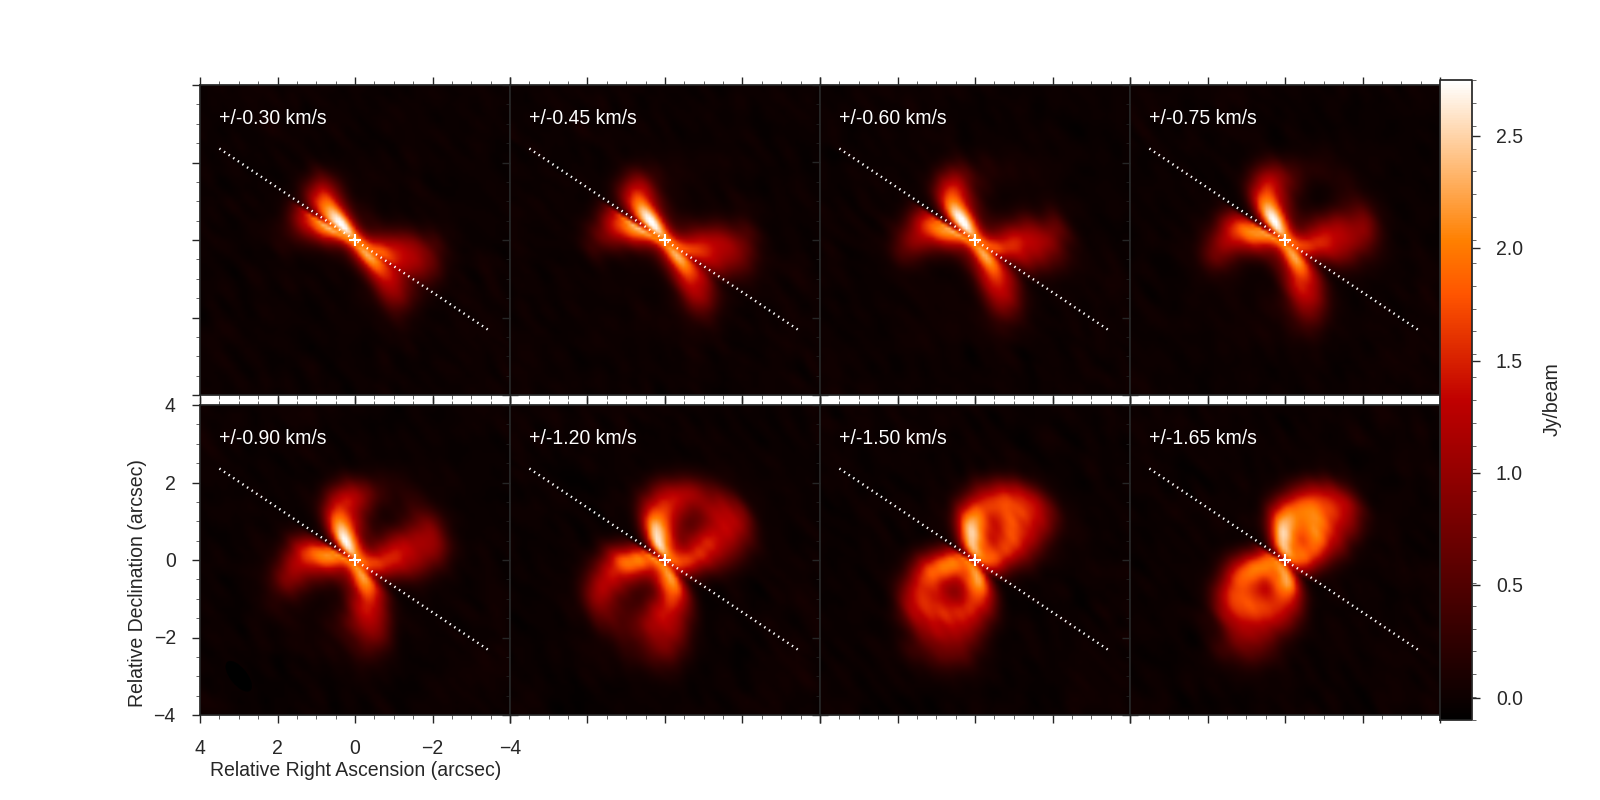 +/-0.30 km/s
+/-0.45 km/s
+/-0.60 km/s
+/-0.75 km/s
2.5
2.0
1.5
1.0
0.5
0.0
Jy/beam
+/-0.90 km/s
+/-1.20 km/s
+/-1.50 km/s
+/-1.65 km/s
4
2
0
−2
−4
Relative Declination (arcsec)
4
2
0
−2
−4
Relative Right Ascension (arcsec)